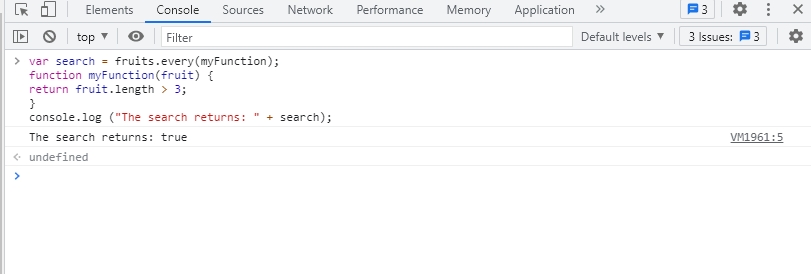 Elements Console Sources Network Performance Memory Application » 3
top ▼ Filter Default levels ▼ 3 Issues: 3
> var search = fruits.every(myFunction);
function myFunction(fruit) {
return fruit.length > 3;
}
console.log ("The search returns: " + search);
The search returns: true VM1961:5
undefined
>